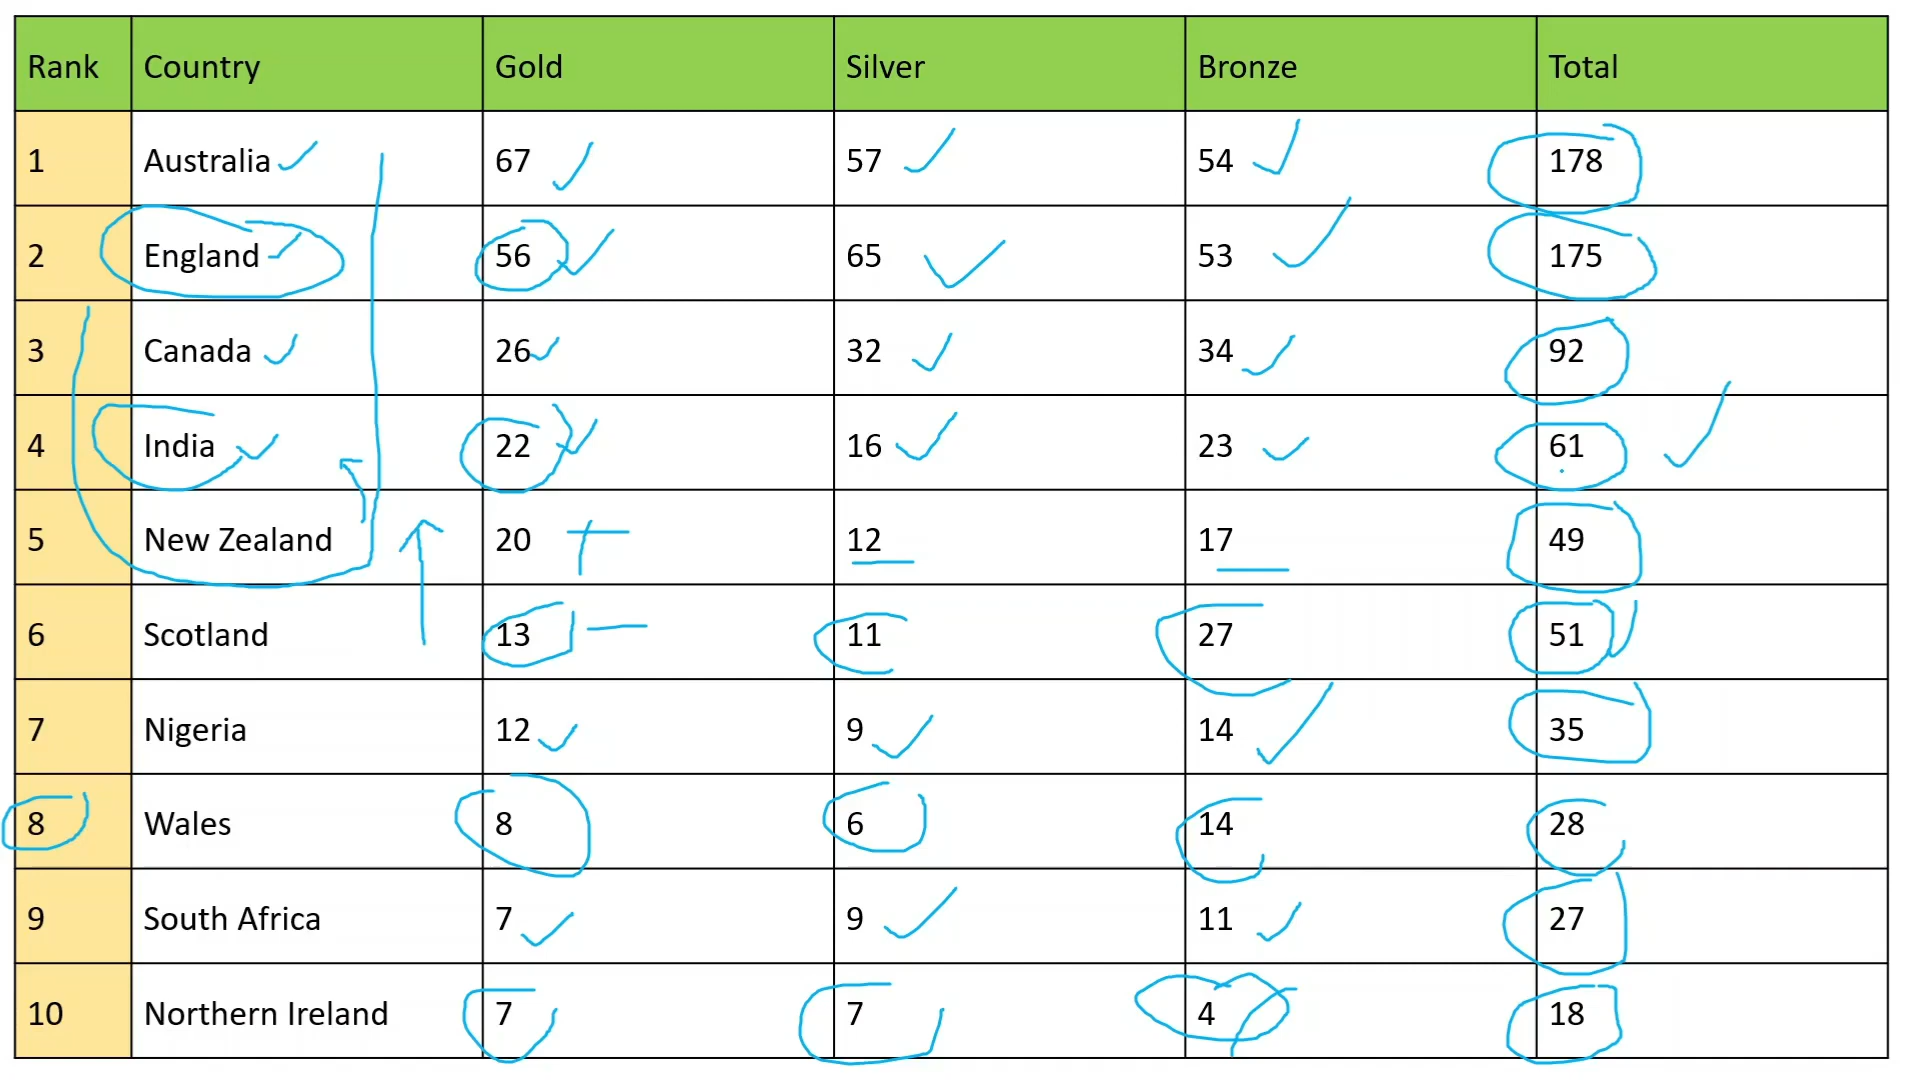 Rank Country Gold Silver Bronze Total
1 Australia 67 57 54 178
2 England 56 65 53 175
3 Canada 26 32 34 92
4 India 22 16 23 61
5 New Zealand 20 12 17 49
6 Scotland 13 11 27 51
7 Nigeria 12 9 14 35
8 Wales 8 6 14 28
9 South Africa 7 9 11 27
10 Northern Ireland 7 7 4 18